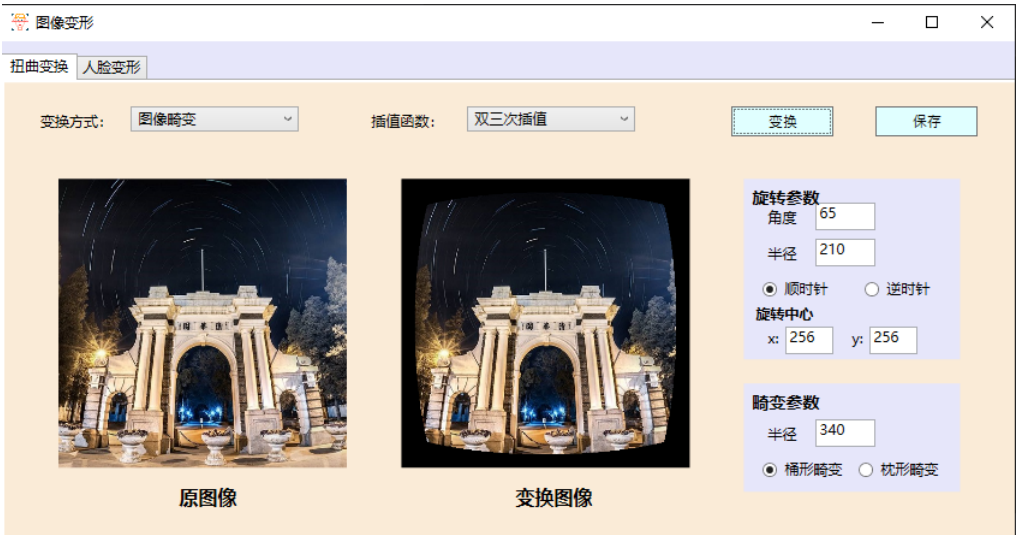 图像变形
扭曲变换 人脸变形
变换方式: 图像畸变 插值函数: 双三次插值 变换 保存
旋转参数
角度 65
半径 210
顺时针 逆时针
旋转中心
x: 256 y: 256
畸变参数
半径 340
桶形畸变 枕形畸变
原图像 变换图像